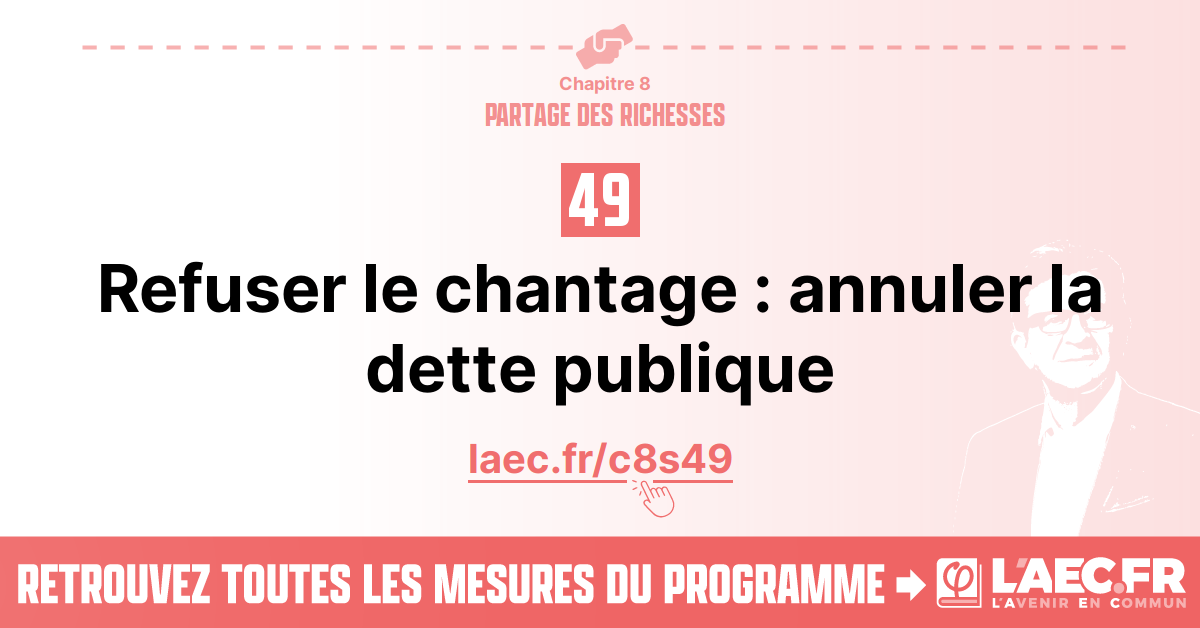 Chapitre 8
PARTAGE DES RICHESSES
49
Refuser le chantage : annuler la
dette publique
laec.fr/c8s49
RETROUVEZ TOUTES LES MESURES DU PROGRAMME
φ L'AEC.FR
L'AVENIR EN COMMUN